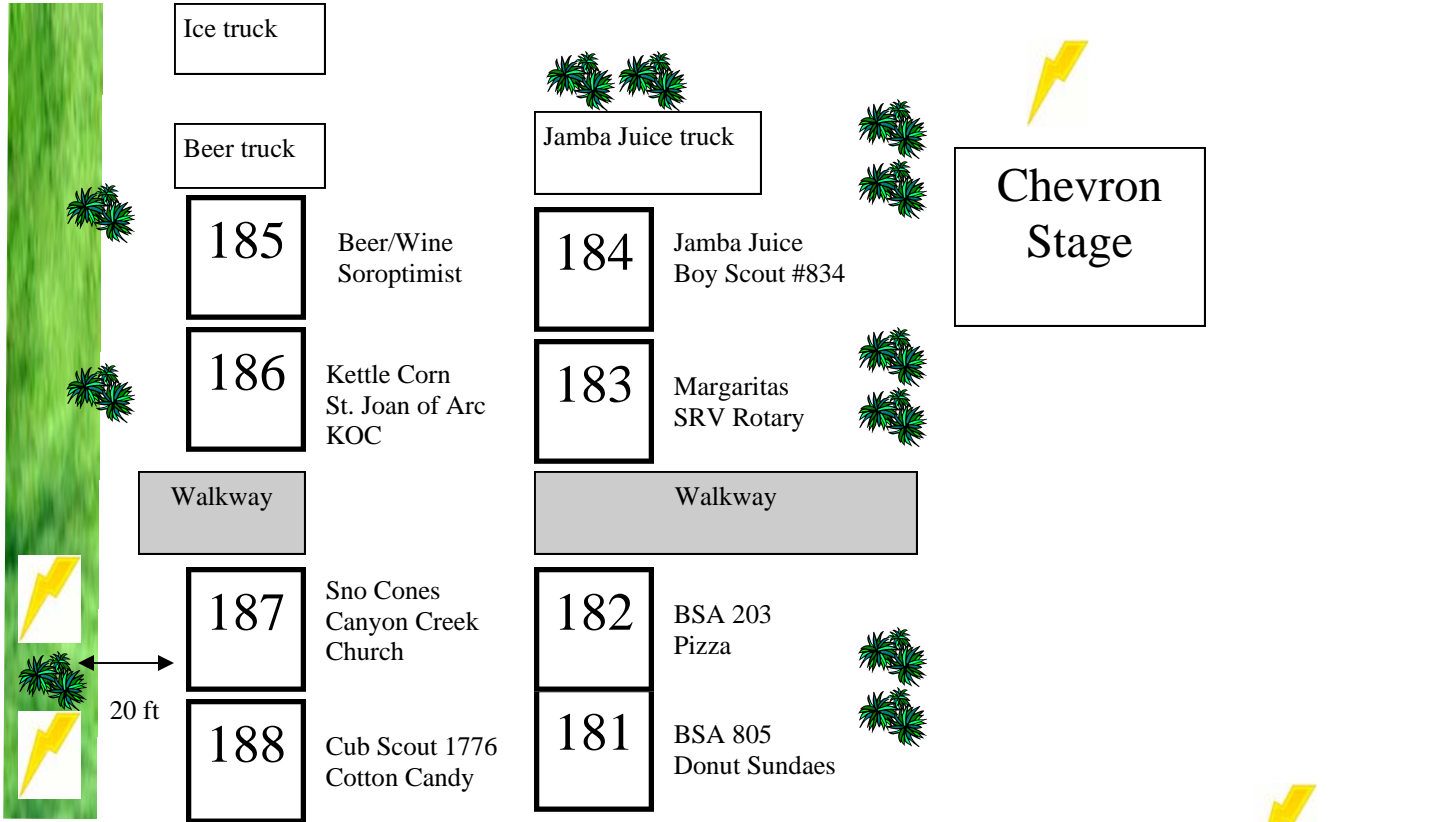 Ice truck
Beer truck
Jamba Juice truck
Chevron
Stage
185
Beer/Wine
Soroptimist
184
Jamba Juice
Boy Scout #834
186
Kettle Corn
St. Joan of Arc
KOC
183
Margaritas
SRV Rotary
Walkway
Walkway
187
Sno Cones
Canyon Creek
Church
182
BSA 203
Pizza
20 ft
188
Cub Scout 1776
Cotton Candy
181
BSA 805
Donut Sundaes